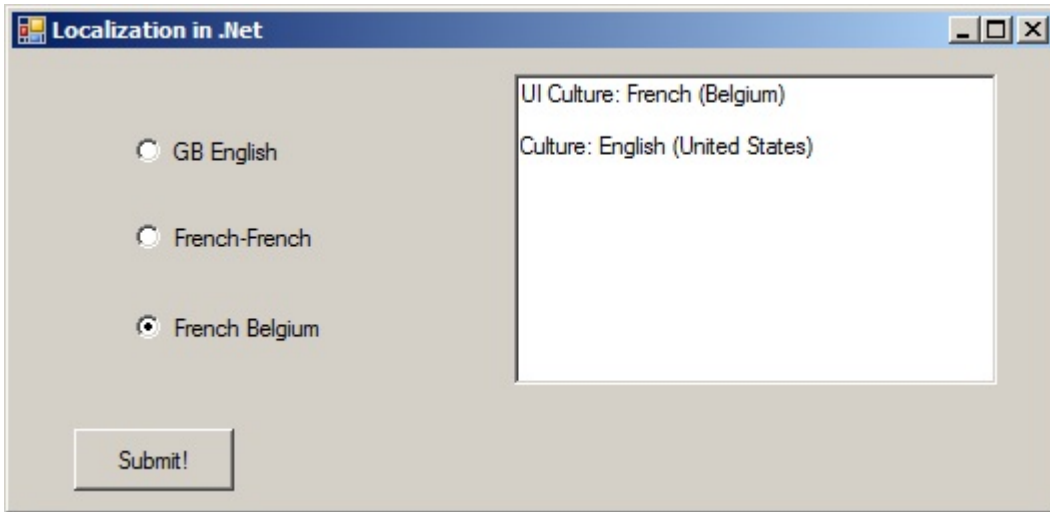 Localization in .Net
GB English
French-French
French Belgium
Submit!
UI Culture: French (Belgium)
Culture: English (United States)